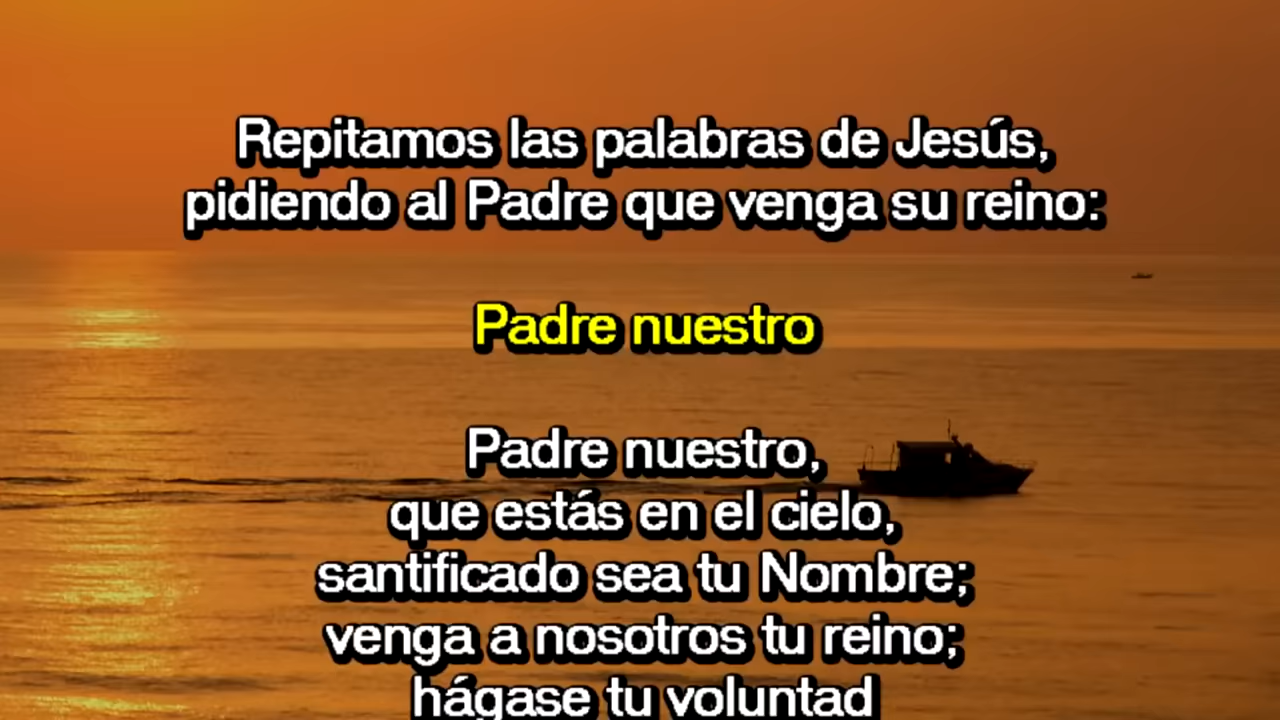 Repitamos las palabras de Jesús,
pidiendo al Padre que venga su reino:
Padre nuestro
Padre nuestro,
que estás en el cielo,
santificado sea tu Nombre;
venga a nosotros tu reino;
hágase tu voluntad